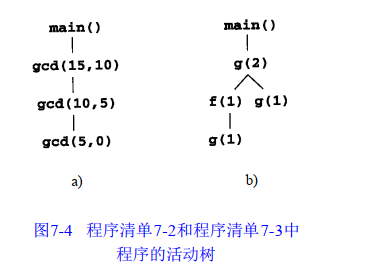 main() main()
gcd(15,10) g(2)
gcd(10,5) f(1) g(1)
gcd(5,0) g(1)
a) b)
图7-4 程序清单7-2和程序清单7-3中
程序的活动树